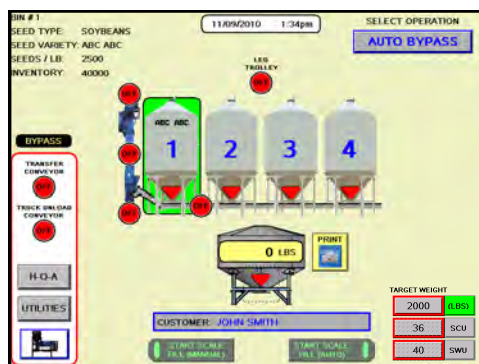 BIN # 1
SEED TYPE: SOYBEANS
SEED VARIETY: ABC ABC
SEEDS / LB: 2500
INVENTORY: 40000
11/09/2010 1:34pm
SELECT OPERATION
AUTO BYPASS
LEG
TROLLEY
OFF
OFF
ABC ABC
1
2
3
4
BYPASS
OFF
TRANSFER
CONVEYOR
OFF
TRUCK UNLOAD
CONVEYOR
OFF
OFF
OFF
H-O-A
0 LBS
PRINT
UTILITIES
TARGET WEIGHT
2000 (LBS)
36 SCU
40 SWU
CUSTOMER: JOHN SMITH
START SCALE
FILL (MANUAL)
START SCALE
FILL (AUTO)